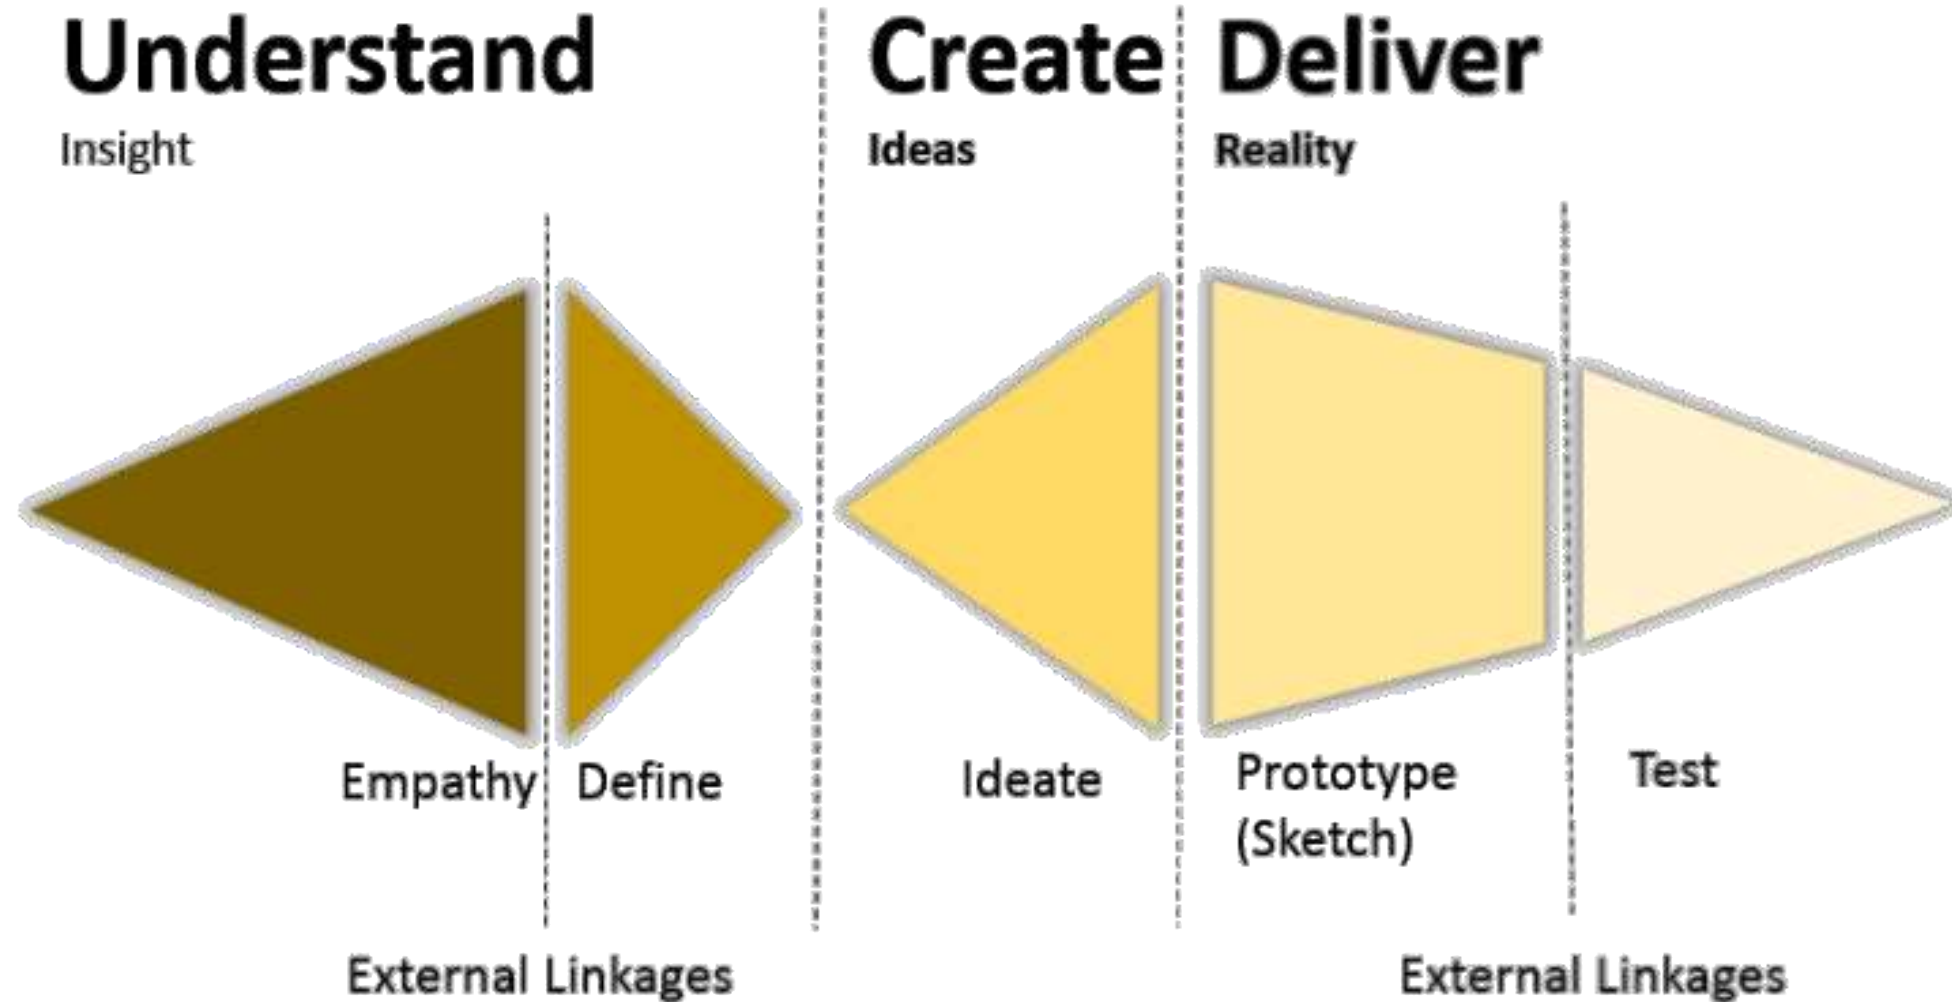 Understand
Insight
Create
Ideas
Deliver
Reality
Empathy
Define
Ideate
Prototype
(Sketch)
Test
External Linkages
External Linkages